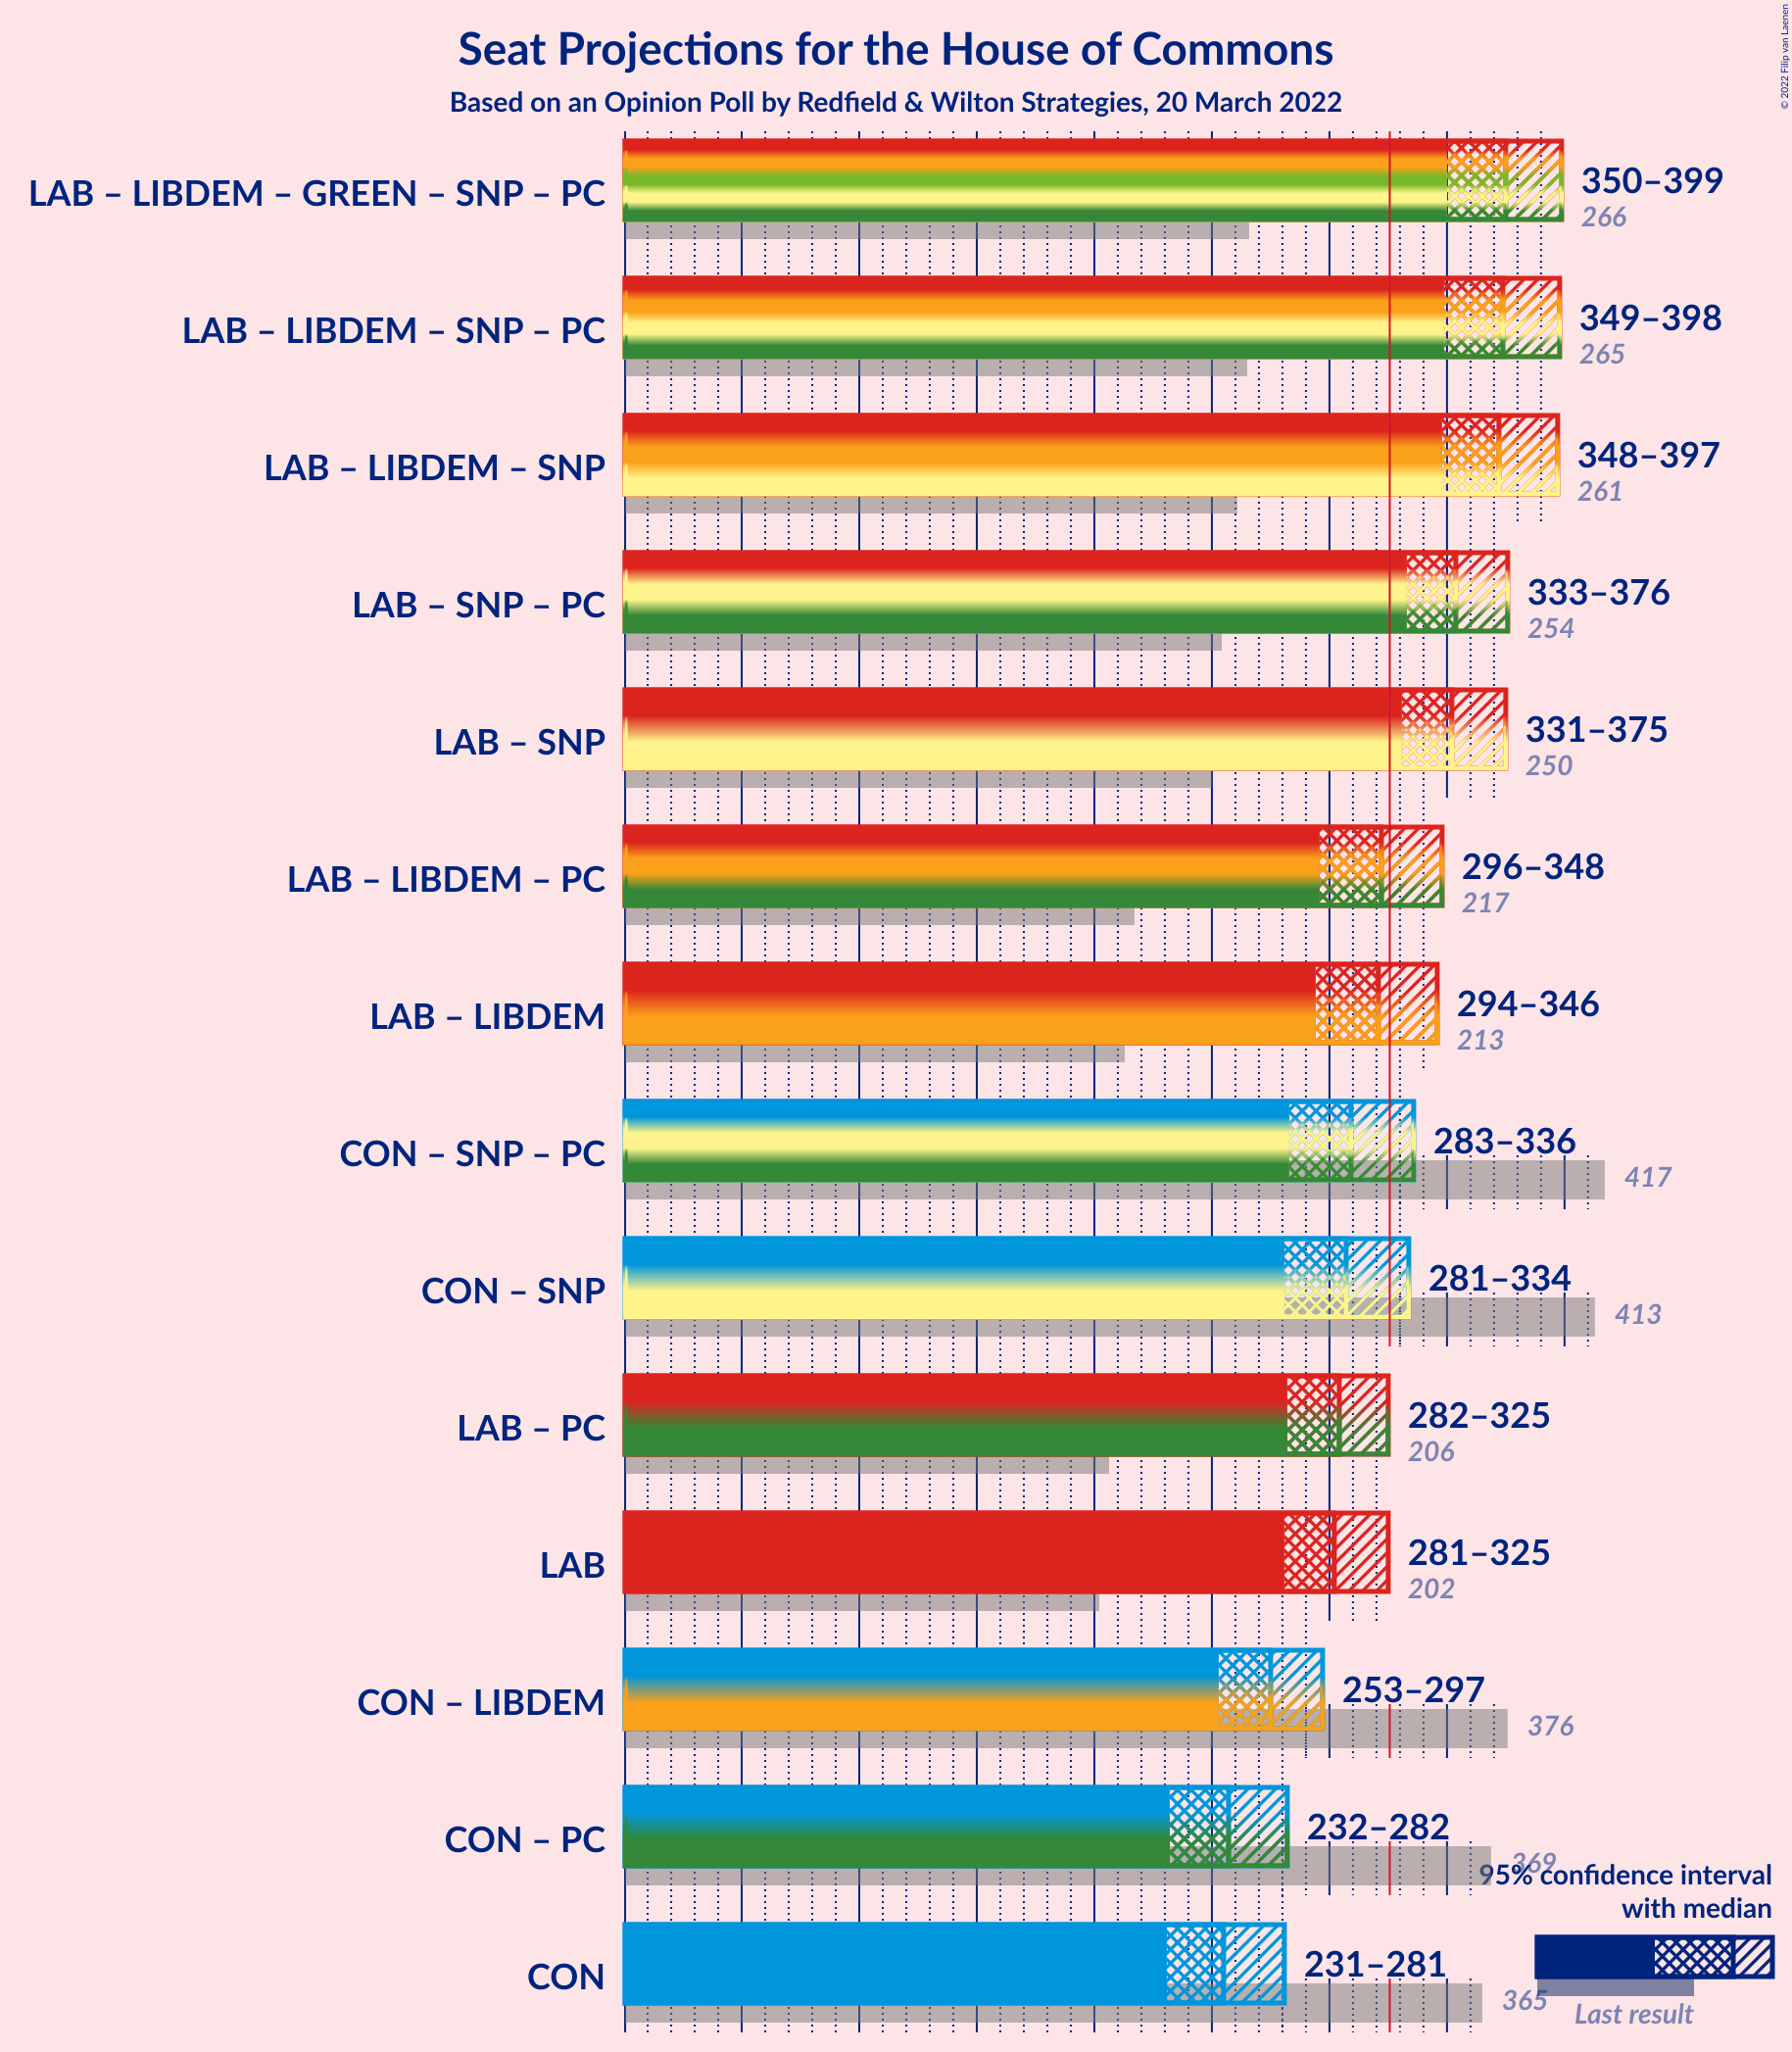 Seat Projections for the House of Commons
Based on an Opinion Poll by Redfield & Wilton Strategies, 20 March 2022
© 2022 Filip van Laenen
LAB – LIBDEM – GREEN – SNP – PC
350–399
266
LAB – LIBDEM – SNP – PC
349–398
265
LAB – LIBDEM – SNP
348–397
261
LAB – SNP – PC
333–376
254
LAB – SNP
331–375
250
LAB – LIBDEM – PC
296–348
217
LAB – LIBDEM
294–346
213
CON – SNP – PC
283–336
417
CON – SNP
281–334
413
LAB – PC
282–325
206
LAB
281–325
202
CON – LIBDEM
253–297
376
CON – PC
232–282
369
CON
231–281
365
95% confidence interval
with median
Last result